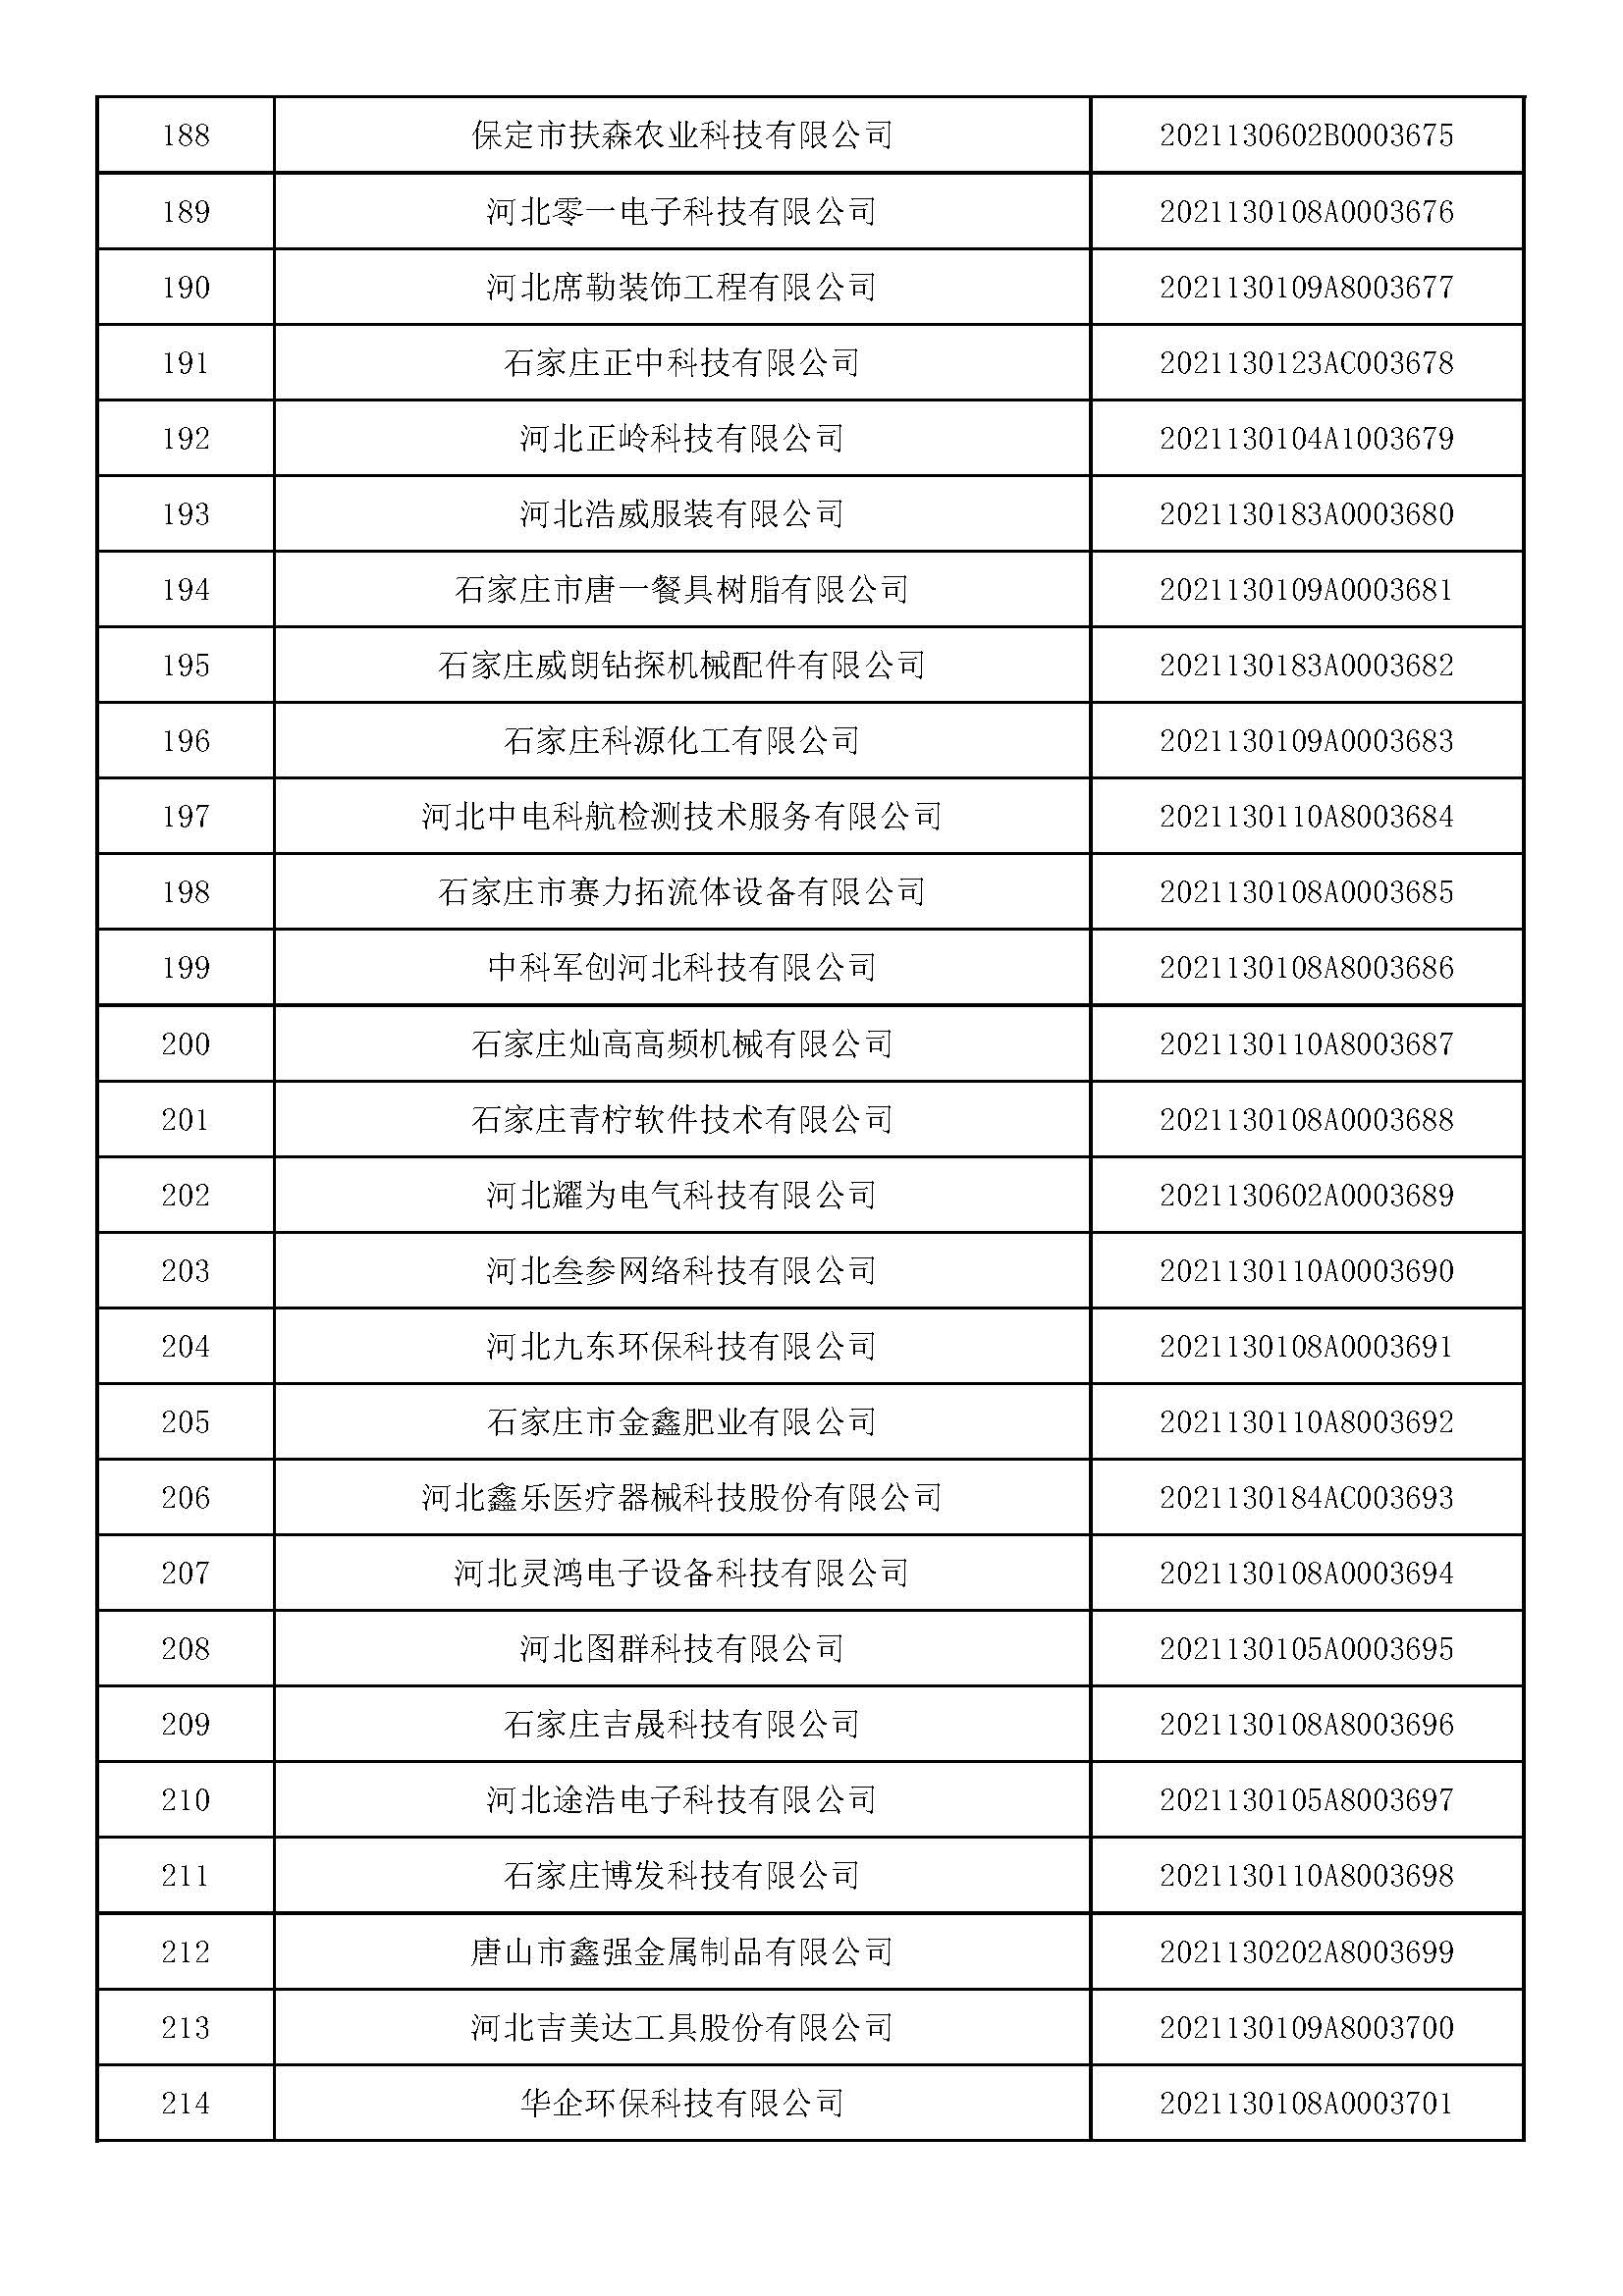 188 保定市扶森农业科技有限公司 2021130602B0003675
189 河北零一电子科技有限公司 2021130108A0003676
190 河北席勒装饰工程有限公司 2021130109A8003677
191 石家庄正中科技有限公司 2021130123AC003678
192 河北正岭科技有限公司 2021130104A1003679
193 河北浩威服装有限公司 2021130183A0003680
194 石家庄市唐一餐具树脂有限公司 2021130109A0003681
195 石家庄威朗钻探机械配件有限公司 2021130183A0003682
196 石家庄科源化工有限公司 2021130109A0003683
197 河北中电科航检测技术服务有限公司 2021130110A8003684
198 石家庄市赛力拓流体设备有限公司 2021130108A0003685
199 中科军创河北科技有限公司 2021130108A8003686
200 石家庄灿高高频机械有限公司 2021130110A8003687
201 石家庄青柠软件技术有限公司 2021130108A0003688
202 河北耀为电气科技有限公司 2021130602A0003689
203 河北叁参网络科技有限公司 2021130110A0003690
204 河北九东环保科技有限公司 2021130108A0003691
205 石家庄市金鑫肥业有限公司 2021130110A8003692
206 河北鑫乐医疗器械科技股份有限公司 2021130184AC003693
207 河北灵鸿电子设备科技有限公司 2021130108A0003694
208 河北图群科技有限公司 2021130105A0003695
209 石家庄吉晟科技有限公司 2021130108A8003696
210 河北途浩电子科技有限公司 2021130105A8003697
211 石家庄博发科技有限公司 2021130110A8003698
212 唐山市鑫强金属制品有限公司 2021130202A8003699
213 河北吉美达工具股份有限公司 2021130109A8003700
214 华企环保科技有限公司 2021130108A0003701